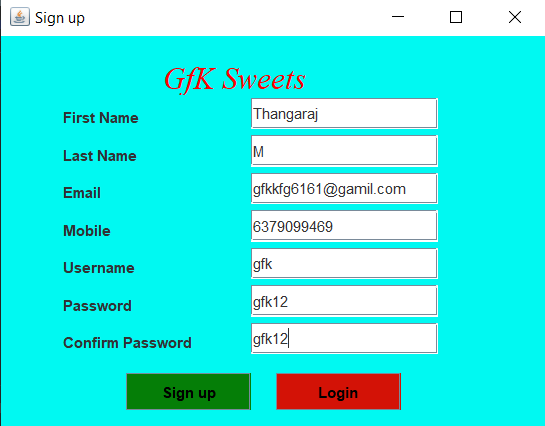 Sign up
GfK Sweets
First Name Thangaraj
Last Name M
Email gfkkfg6161@gamil.com
Mobile 6379099469
Username gfk
Password gfk12
Confirm Password gfk12
Sign up Login